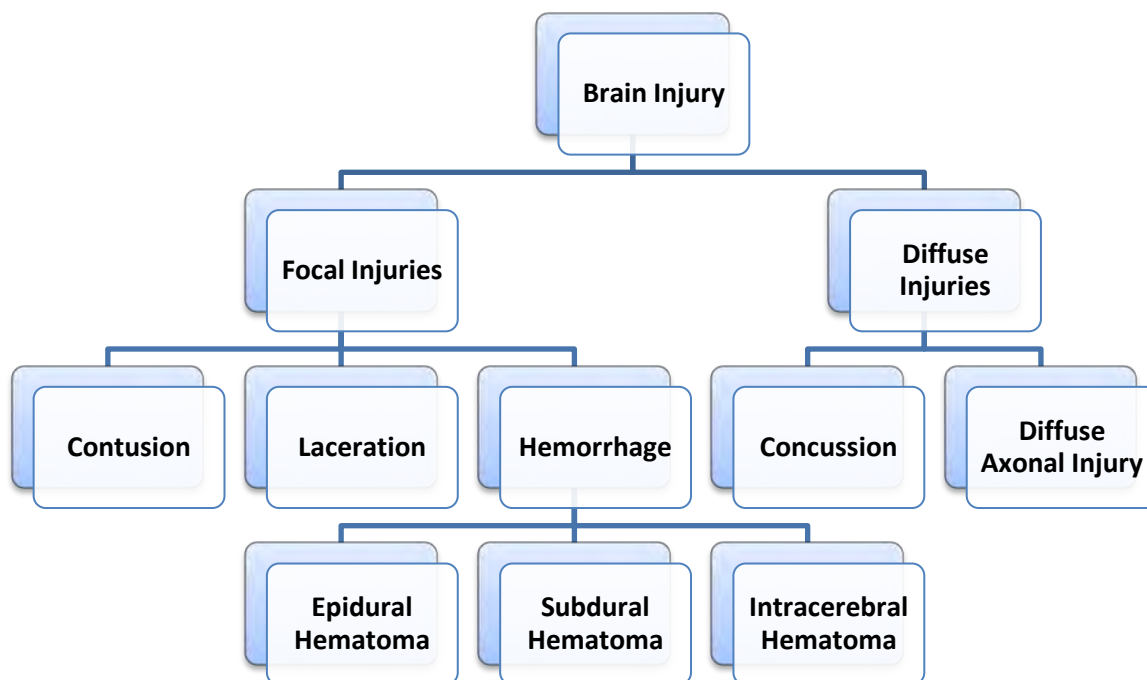 Brain Injury
Focal Injuries
Diffuse
Injuries
Contusion
Laceration
Hemorrhage
Concussion
Diffuse
Axonal Injury
Epidural
Hematoma
Subdural
Hematoma
Intracerebral
Hematoma